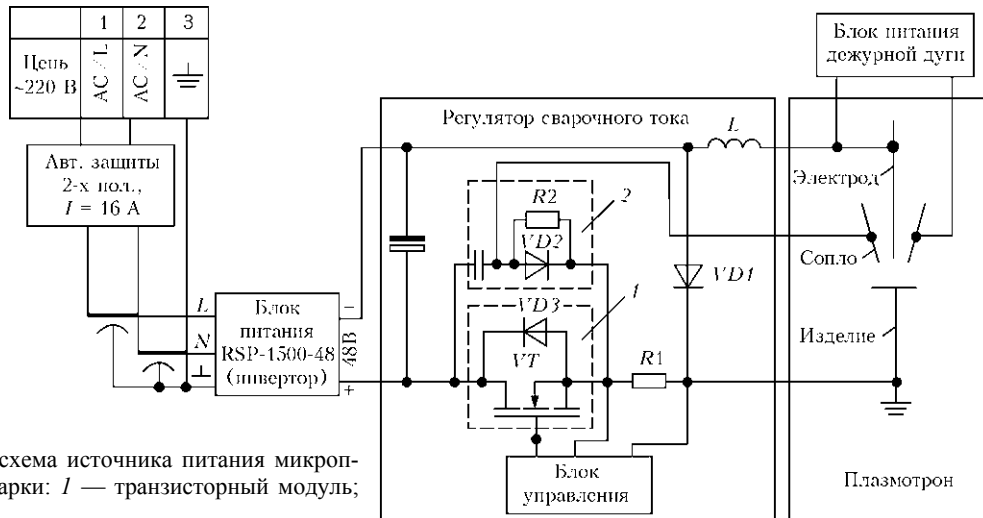 1 2 3
Цепь
~220 В
AC/L
AC/N
Авт. защиты
2-х пол.,
I = 16 А
L
N
Блок
питания
RSP-1500-48
(инвертор)
−
48В
+
Регулятор сварочного тока
L
R2
2
VD2
VD1
VD3
1
VT
R1
Блок
управления
Блок питания
дежурной дуги
Электрод
Сопло
Изделие
Плазмотрон
схема источника питания микроп-
арки: 1 — транзисторный модуль;